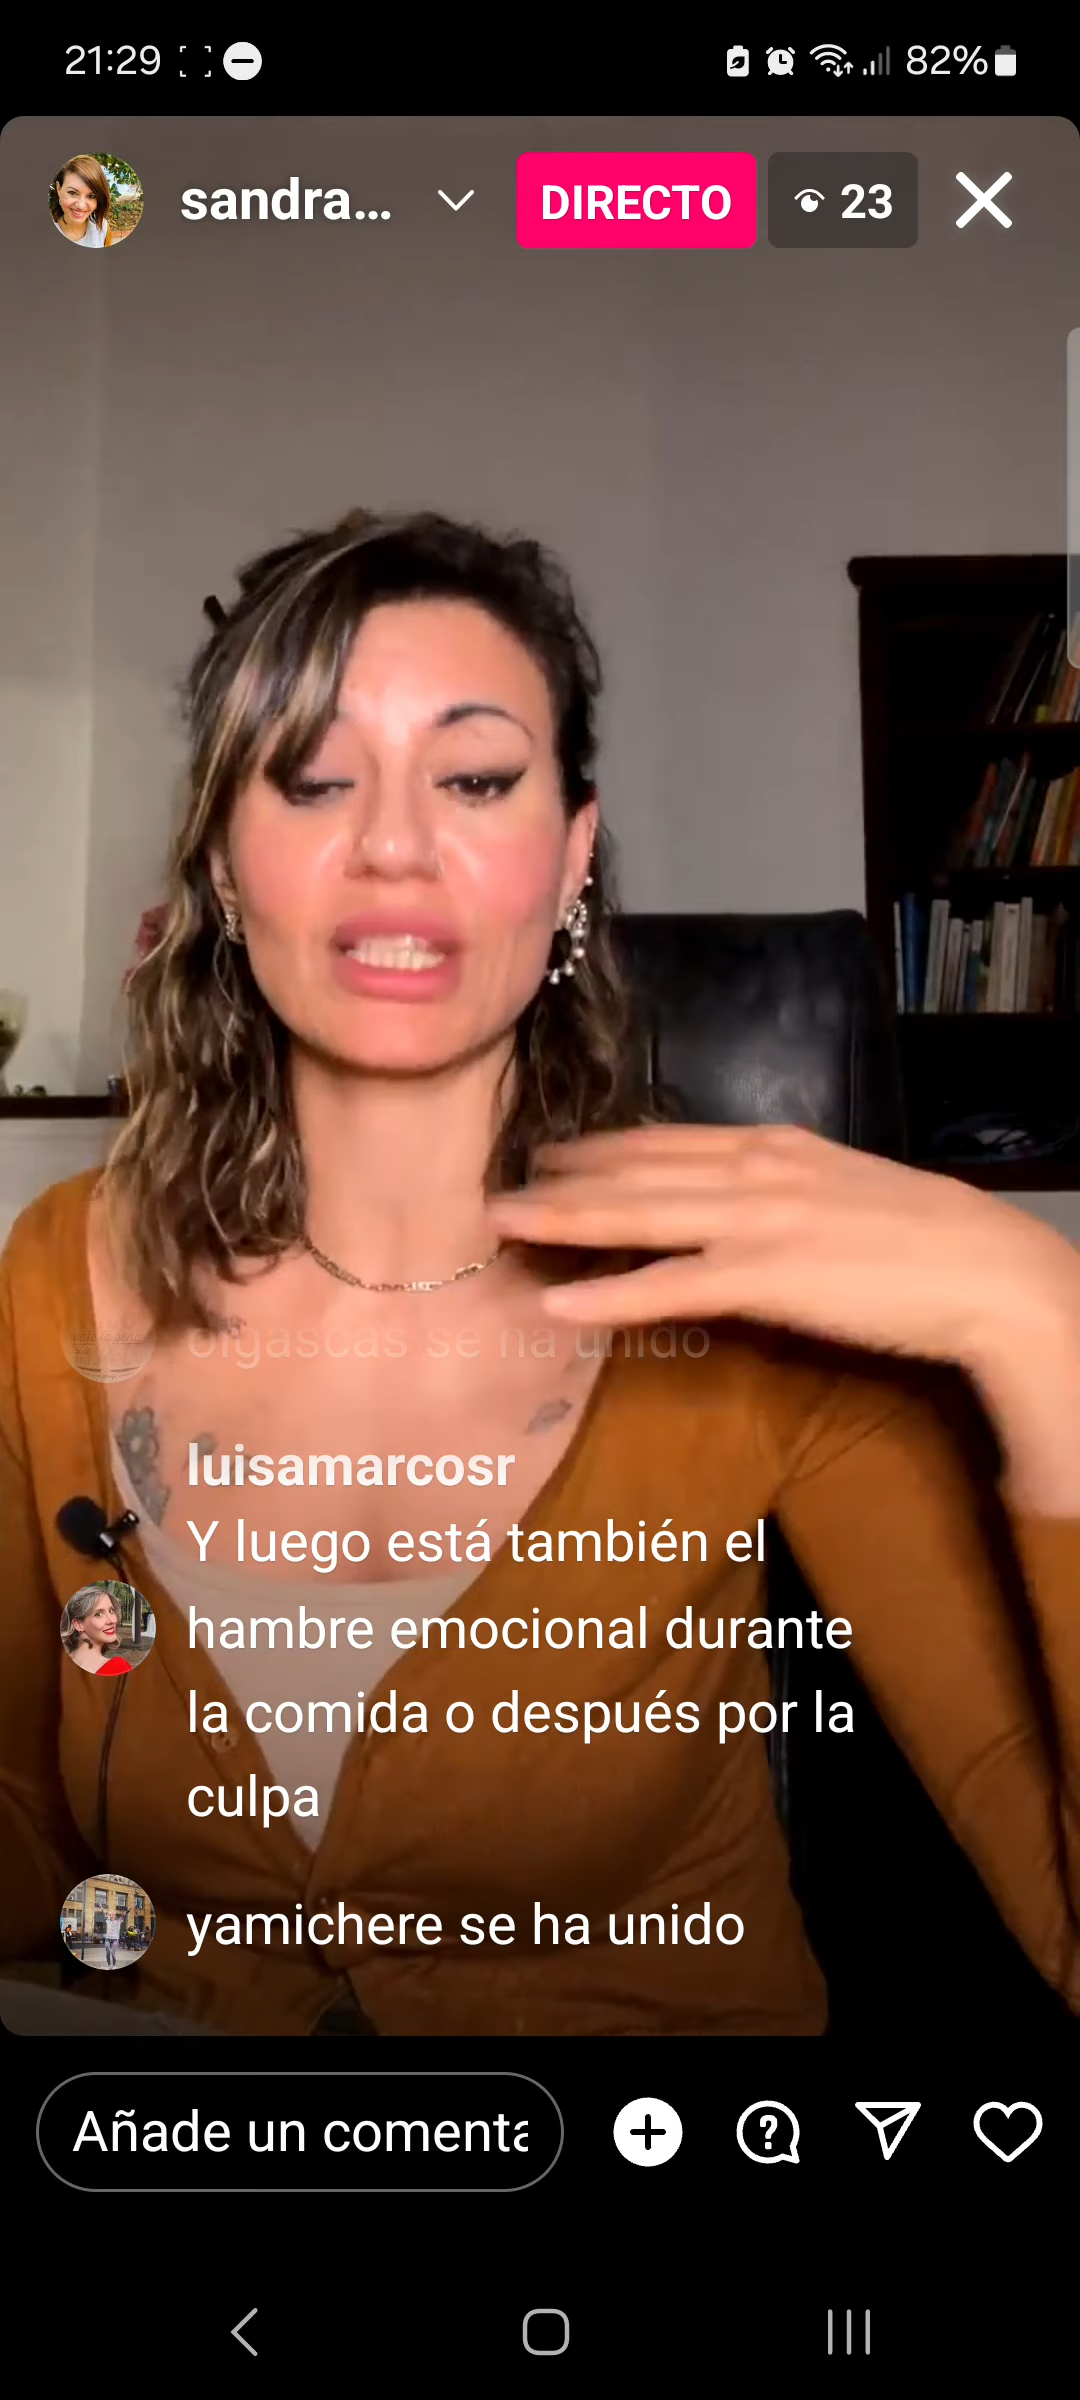 21:29
82%
sandra...
DIRECTO
23
olgascas se ha unido
luisamarcosr
Y luego está también el
hambre emocional durante
la comida o después por la
culpa
yamichere se ha unido
Añade un comenta